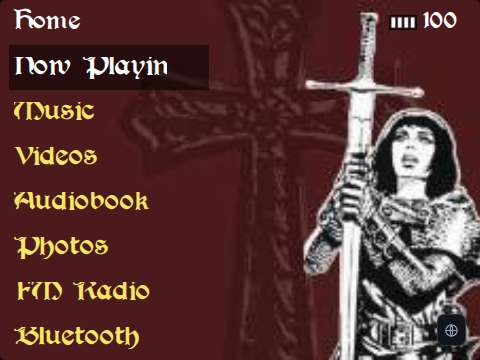 Home
100
Now Playin
Music
Videos
Audiobook
Photos
FM Radio
Bluetooth